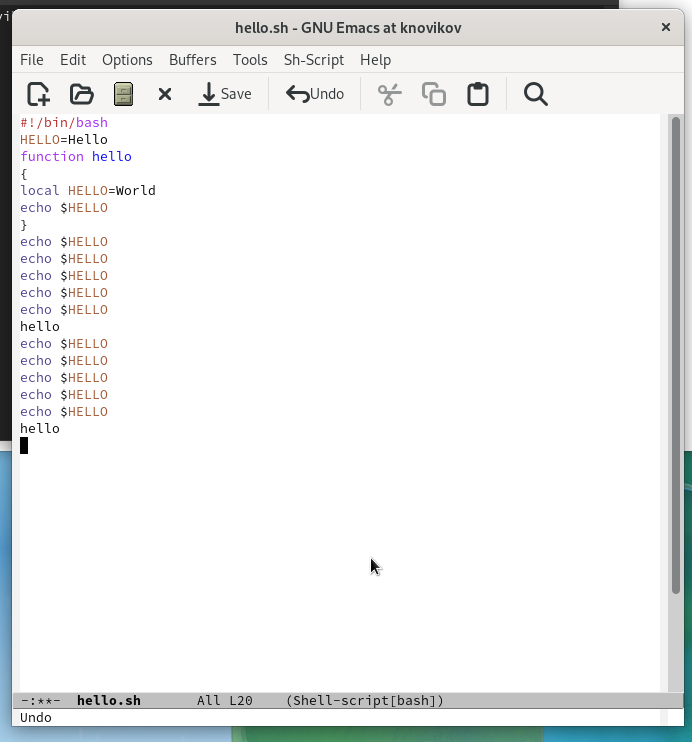 hello.sh - GNU Emacs at knovikov
File Edit Options Buffers Tools Sh-Script Help
Save Undo
#!/bin/bash
HELLO=Hello
function hello
{
local HELLO=World
echo $HELLO
}
echo $HELLO
echo $HELLO
echo $HELLO
echo $HELLO
echo $HELLO
hello
echo $HELLO
echo $HELLO
echo $HELLO
echo $HELLO
echo $HELLO
hello
-:**- hello.sh All L20 (Shell-script[bash])
Undo